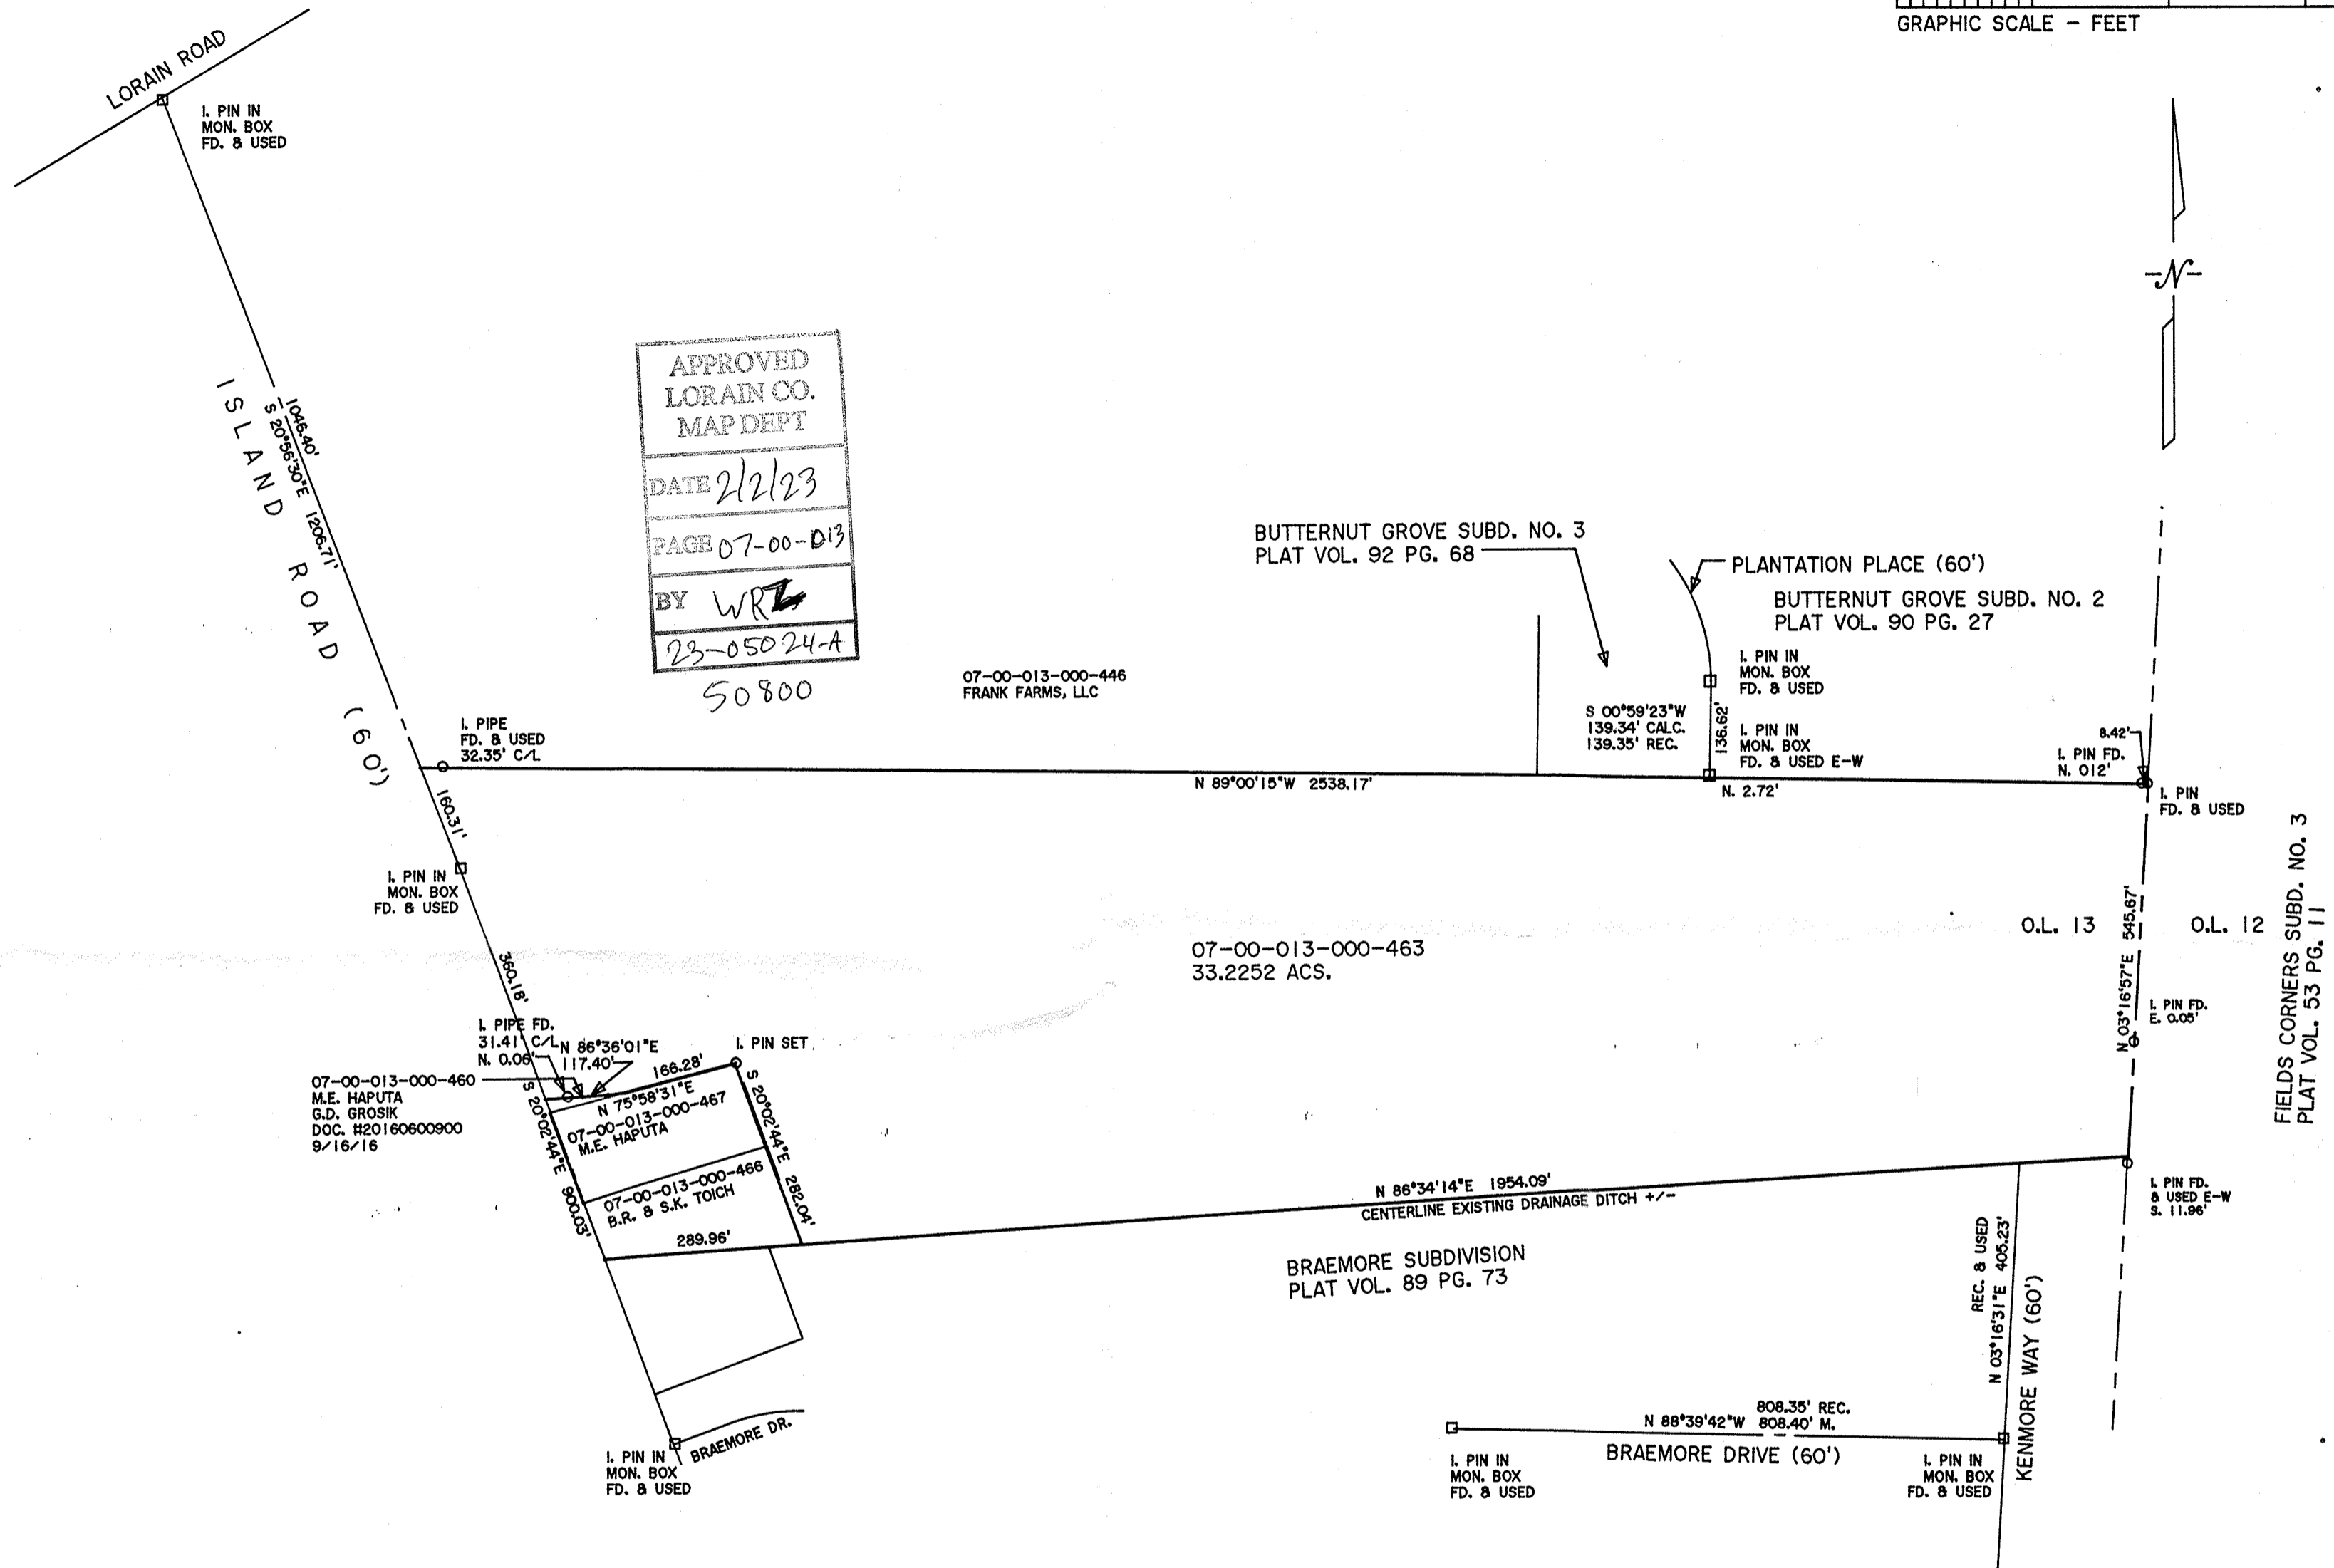 GRAPHIC SCALE - FEET
LORAIN ROAD
I. PIN IN
MON. BOX
FD. & USED
1046.40'
S 20°56'30"E 1206.71'
ISLAND ROAD (60')
APPROVED
LORAIN CO.
MAP DEPT
DATE 2/2/23
PAGE 07-00-013
BY WRZ
23-05024-A
50800
-N-
BUTTERNUT GROVE SUBD. NO. 3
PLAT VOL. 92 PG. 68
PLANTATION PLACE (60')
BUTTERNUT GROVE SUBD. NO. 2
PLAT VOL. 90 PG. 27
07-00-013-000-446
FRANK FARMS, LLC
I. PIN IN
MON. BOX
FD. & USED
S 00°59'23"W
139.34' CALC.
139.35' REC.
136.62'
I. PIN IN
MON. BOX
FD. & USED E-W
8.42'
I. PIN FD.
N. 012'
I. PIPE
FD. & USED
32.35' C/L
N 89°00'15"W 2538.17'
N. 2.72'
I. PIN
FD. & USED
160.31'
I. PIN IN
MON. BOX
FD. & USED
360.18'
07-00-013-000-463
33.2252 ACS.
O.L. 13
O.L. 12
N 03°16'57"E 545.67'
FIELDS CORNERS SUBD. NO. 3
PLAT VOL. 53 PG. 11
I. PIN FD.
E. 0.05'
I. PIPE FD.
31.41' C/L
N. 0.06'
N 86°36'01"E
117.40'
166.28'
I. PIN SET
07-00-013-000-460
M.E. HAPUTA
G.D. GROSIK
DOC. #20160600900
9/16/16
N 75°58'31"E
07-00-013-000-467
M.E. HAPUTA
S 20°02'44"E 900.03'
S 20°02'44"E 282.04'
07-00-013-000-466
B.R. & S.K. TOICH
289.96'
N 86°34'14"E 1954.09'
CENTERLINE EXISTING DRAINAGE DITCH +/-
I. PIN FD.
& USED E-W
S. 11.96'
BRAEMORE SUBDIVISION
PLAT VOL. 89 PG. 73
REC. & USED
N 03°16'31"E 405.23'
KENMORE WAY (60')
808.35' REC.
N 88°39'42"W 808.40' M.
BRAEMORE DRIVE (60')
I. PIN IN
MON. BOX
FD. & USED
BRAEMORE DR.
I. PIN IN
MON. BOX
FD. & USED
I. PIN IN
MON. BOX
FD. & USED